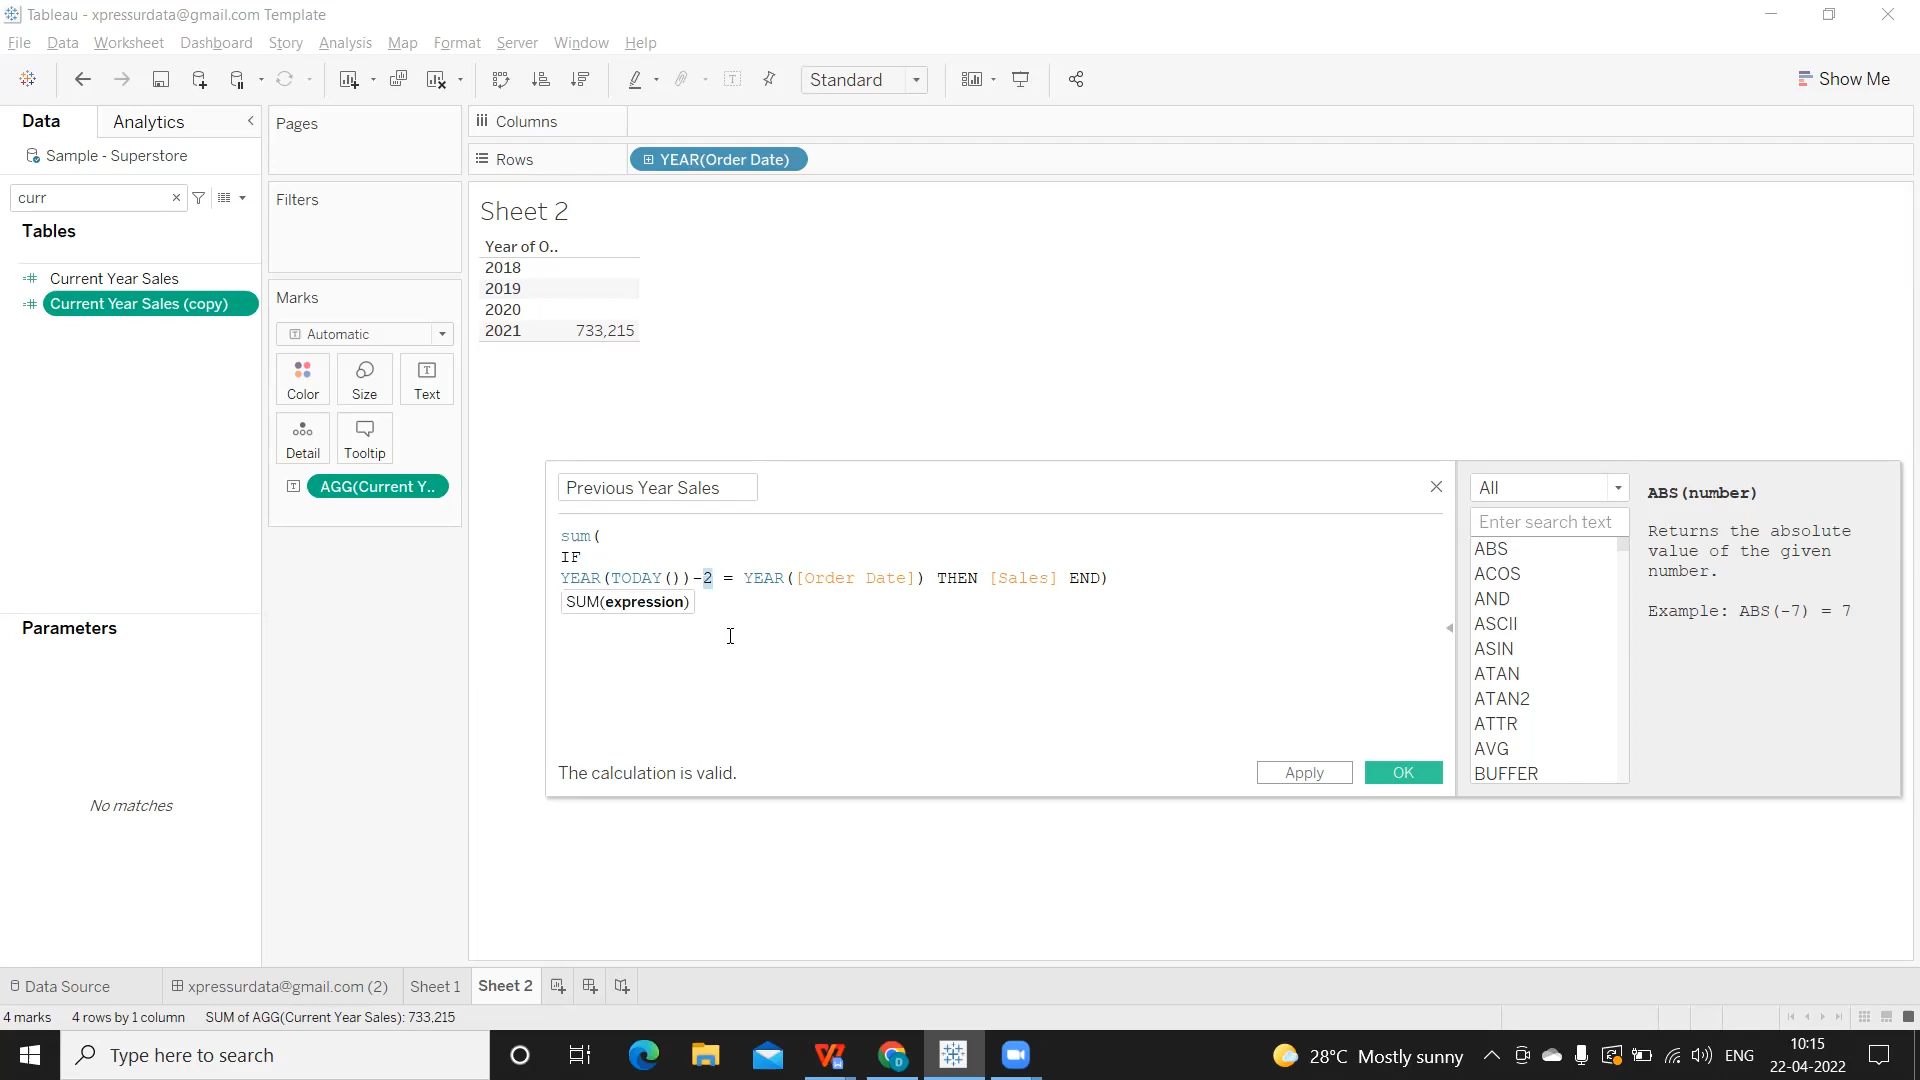 Tableau - xpressurdata@gmail.com Template
File Data Worksheet Dashboard Story Analysis Map Format Server Window Help
Standard
Show Me
Data
Analytics
Pages
Columns
Sample - Superstore
Rows
YEAR(Order Date)
curr
Filters
Sheet 2
Tables
Year of O..
2018
Current Year Sales
2019
Current Year Sales (copy)
Marks
2020
2021 733,215
Automatic
Color
Size
Text
Detail
Tooltip
AGG(Current Y..
Previous Year Sales
sum(
IF
YEAR(TODAY())-2 = YEAR([Order Date]) THEN [Sales] END)
SUM(expression)
The calculation is valid.
Apply
OK
All
Enter search text
ABS
ACOS
AND
ASCII
ASIN
ATAN
ATAN2
ATTR
AVG
BUFFER
ABS(number)
Returns the absolute
value of the given
number.
Example: ABS(-7) = 7
Parameters
No matches
Data Source
xpressurdata@gmail.com (2)
Sheet 1
Sheet 2
4 marks 4 rows by 1 column SUM of AGG(Current Year Sales): 733,215
Type here to search
28°C Mostly sunny
ENG
10:15
22-04-2022